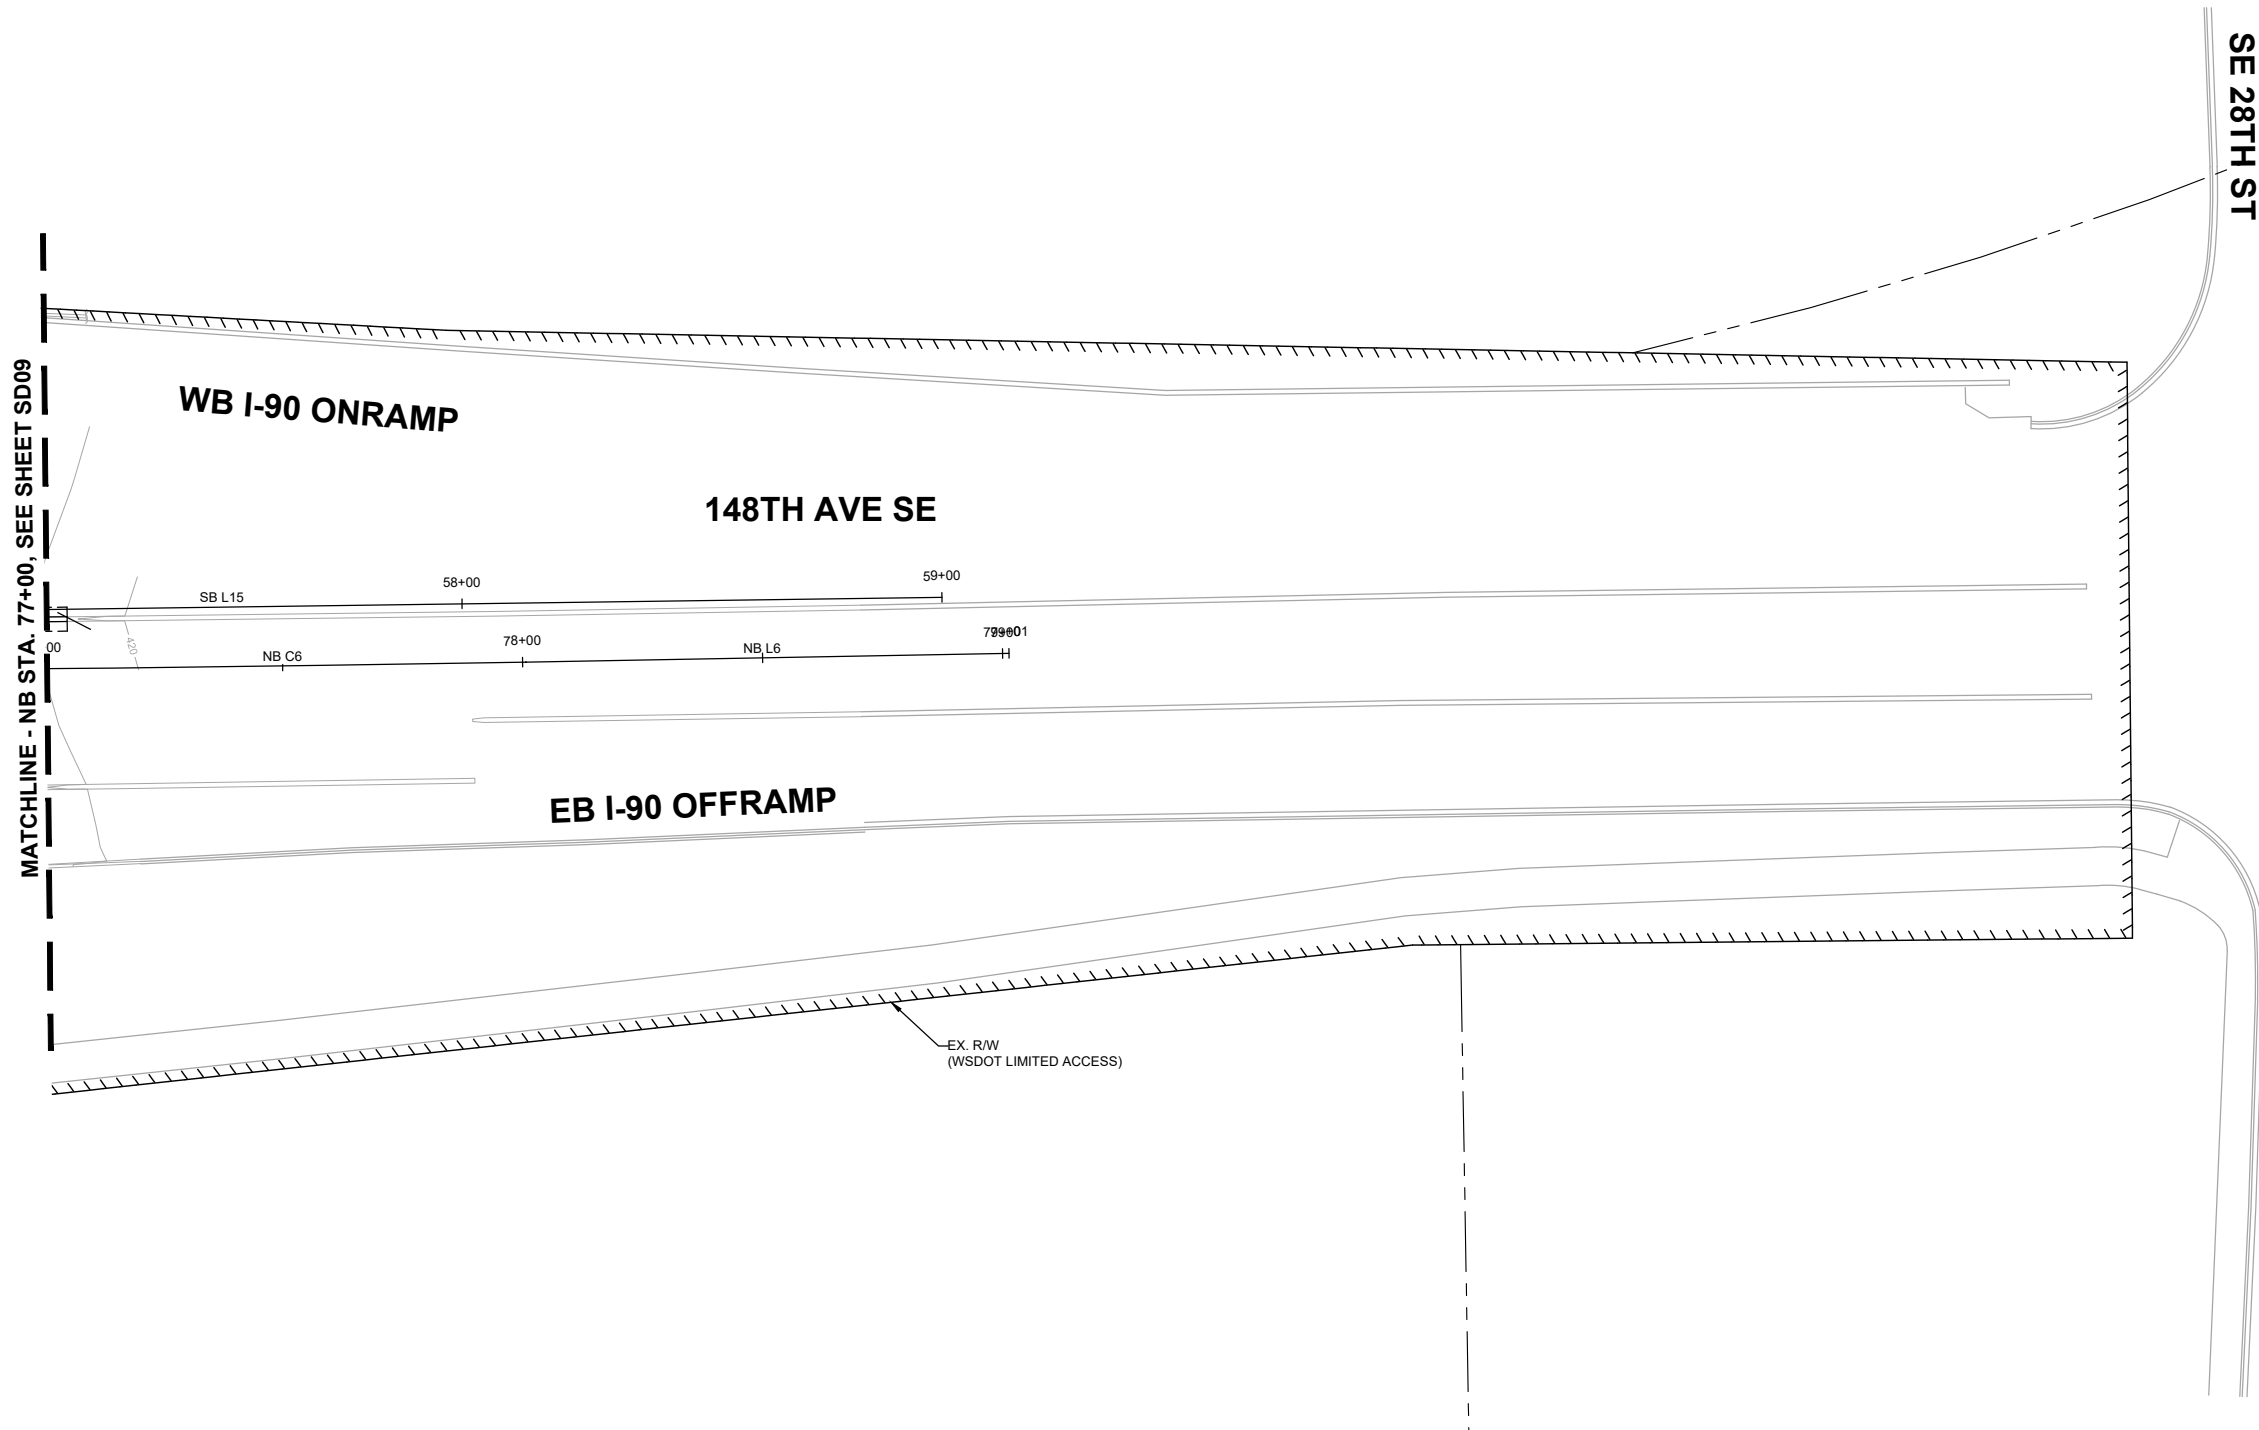 SE 28TH ST
MATCHLINE - NB STA. 77+00, SEE SHEET SD09
WB I-90 ONRAMP
148TH AVE SE
58+00
59+00
SB L15
00
NB C6
78+00
NB L6
420
EB I-90 OFFRAMP
EX. R/W
(WSDOT LIMITED ACCESS)